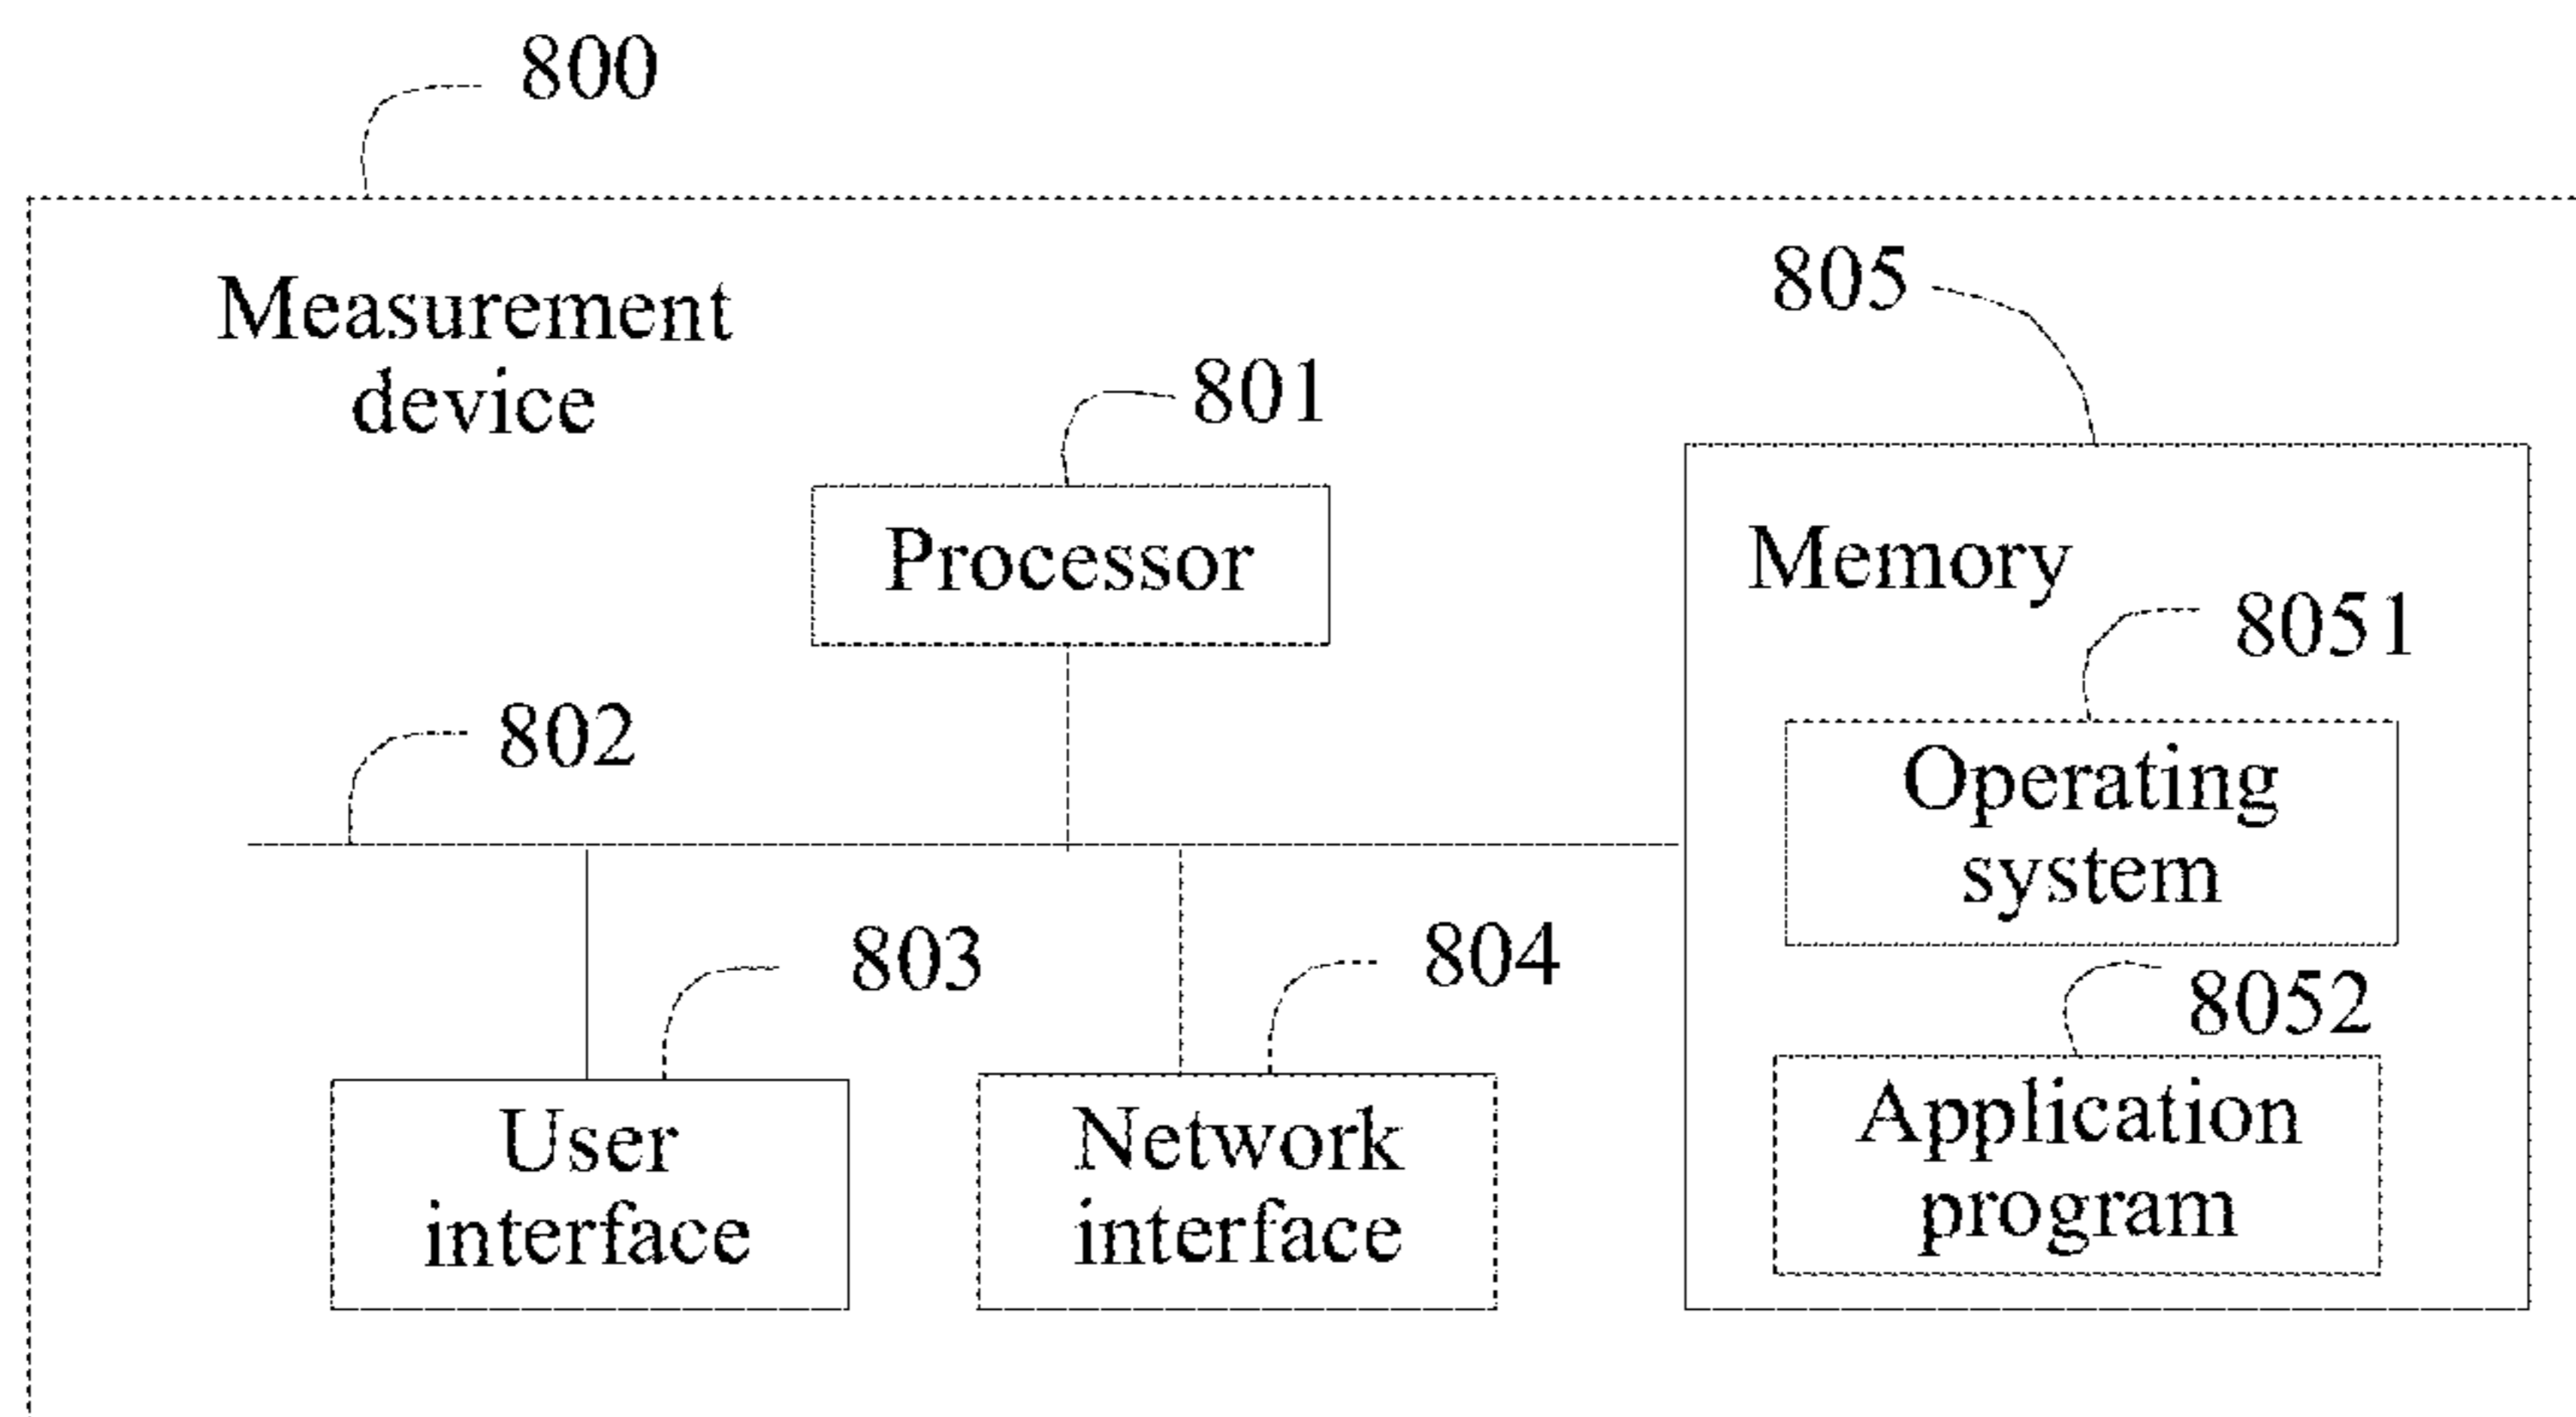 800
Measurement
device
805
801
Processor
Memory
8051
802
Operating
system
803
804
8052
User
interface
Network
interface
Application
program